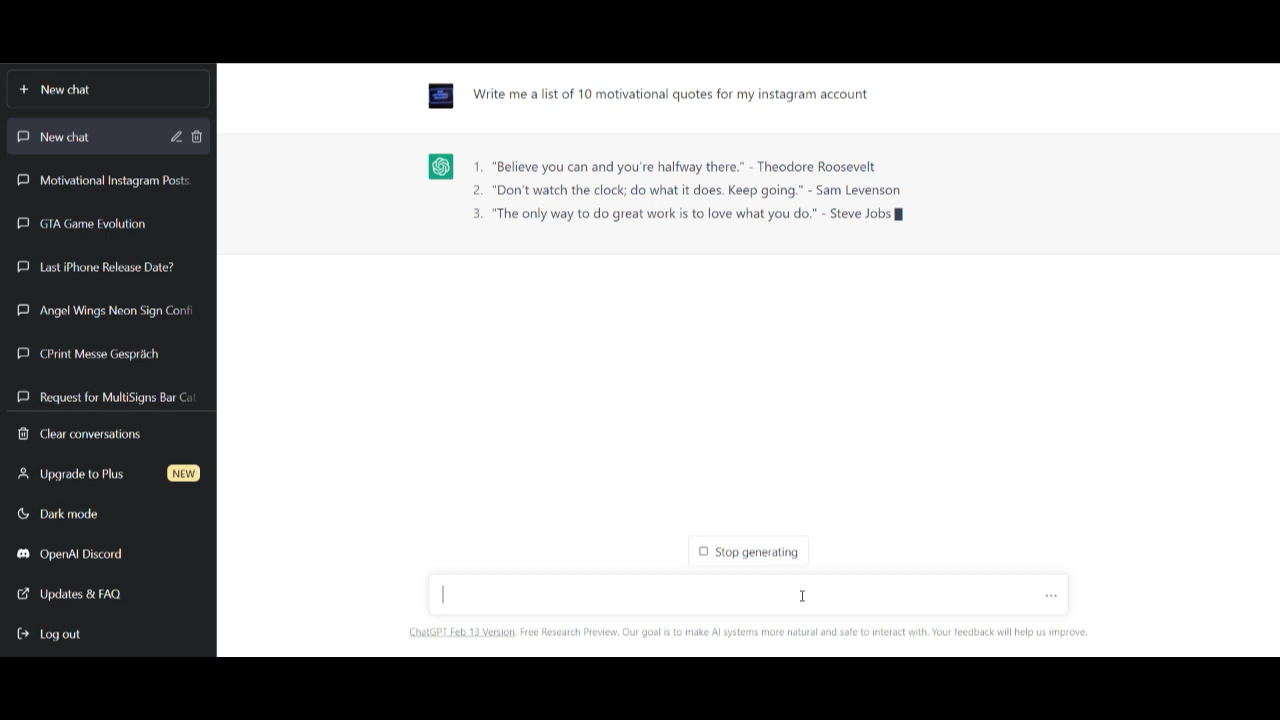 New chat
New chat
Motivational Instagram Posts.
GTA Game Evolution
Last iPhone Release Date?
Angel Wings Neon Sign Confi
CPrint Messe Gespräch
Request for MultiSigns Bar Cat
Clear conversations
Upgrade to Plus NEW
Dark mode
OpenAI Discord
Updates & FAQ
Log out
Write me a list of 10 motivational quotes for my instagram account
1. "Believe you can and you're halfway there." - Theodore Roosevelt
2. "Don't watch the clock; do what it does. Keep going." - Sam Levenson
3. "The only way to do great work is to love what you do." - Steve Jobs
Stop generating
ChatGPT Feb 13 Version. Free Research Preview. Our goal is to make AI systems more natural and safe to interact with. Your feedback will help us improve.